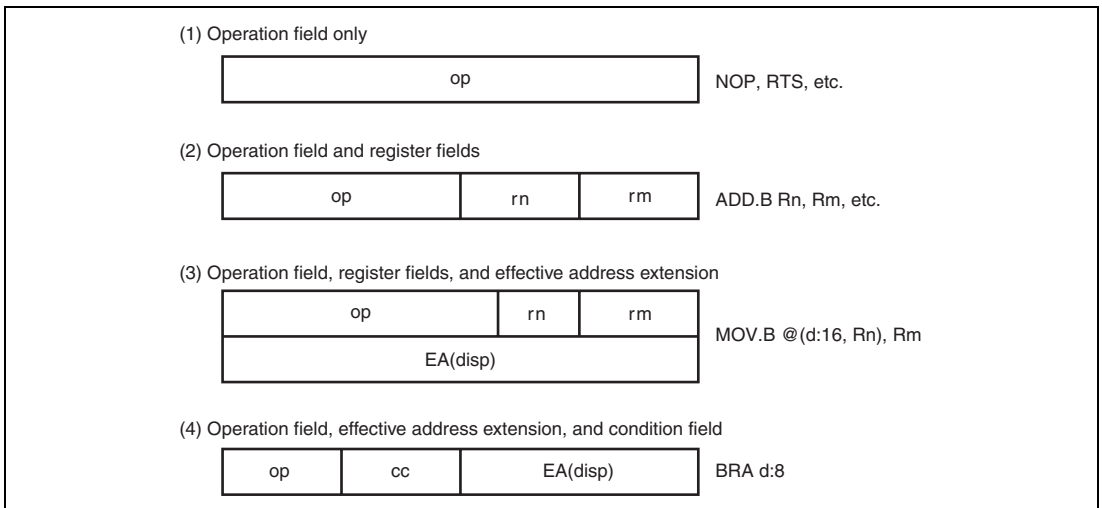 (1) Operation field only
op
NOP, RTS, etc.
(2) Operation field and register fields
op rn rm
ADD.B Rn, Rm, etc.
(3) Operation field, register fields, and effective address extension
op rn rm
EA(disp)
MOV.B @(d:16, Rn), Rm
(4) Operation field, effective address extension, and condition field
op cc EA(disp)
BRA d:8